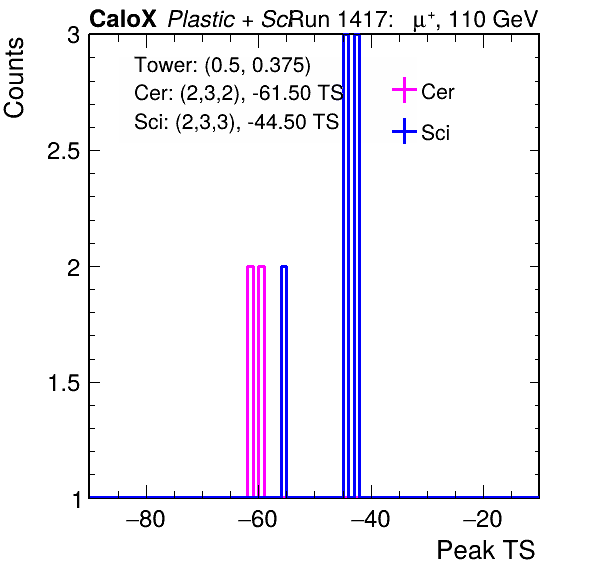 CaloX Plastic + Sci Run 1417: μ+, 110 GeV
Counts
Tower: (0.5, 0.375)
Cer: (2,3,2), -61.50 TS
Sci: (2,3,3), -44.50 TS
Cer
Sci
3
2.5
2
1.5
1
−80 −60 −40 −20
Peak TS